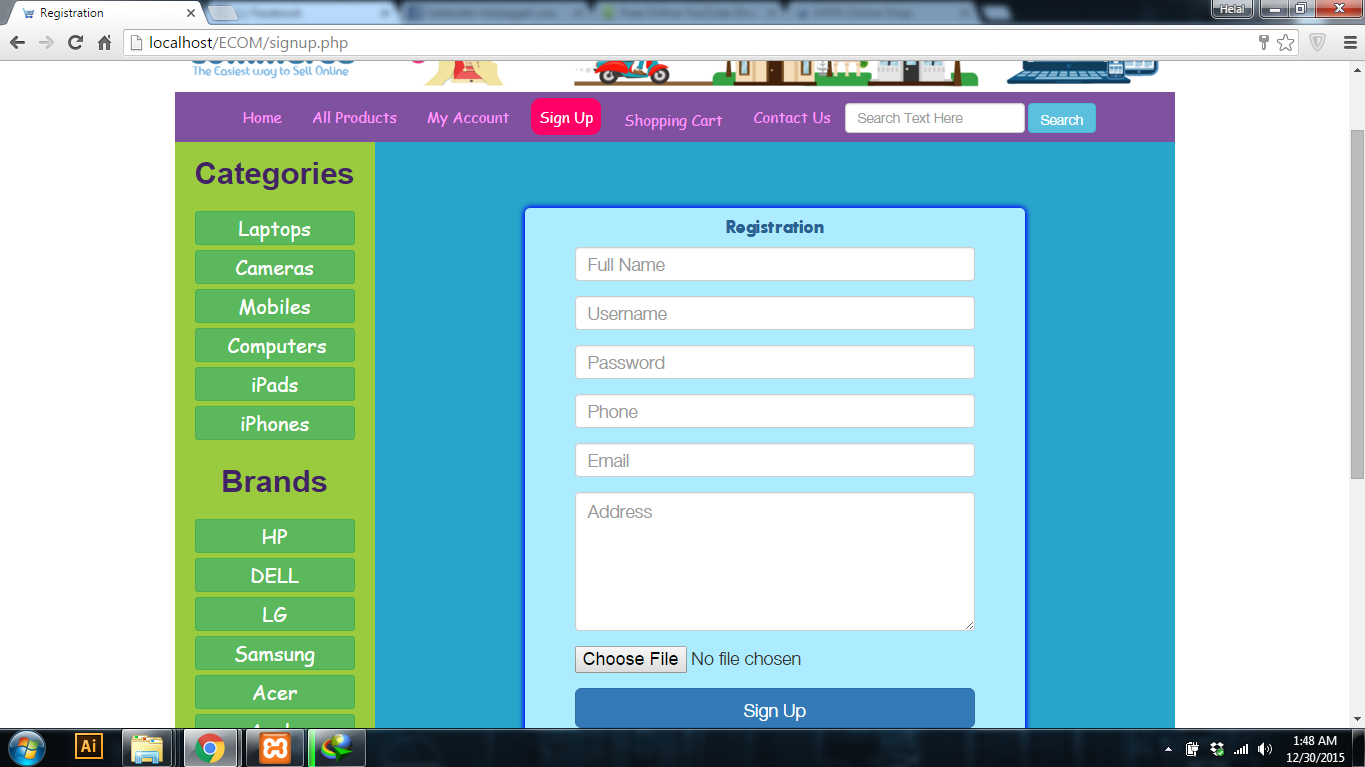 Registration
Helal
localhost/ECOM/signup.php
The Easiest way to Sell Online
Home All Products My Account Sign Up Shopping Cart Contact Us Search Text Here Search
Categories
Laptops
Cameras
Mobiles
Computers
iPads
iPhones
Brands
HP
DELL
LG
Samsung
Acer
Registration
Full Name
Username
Password
Phone
Email
Address
Choose File No file chosen
Sign Up
Ai
1:48 AM
12/30/2015